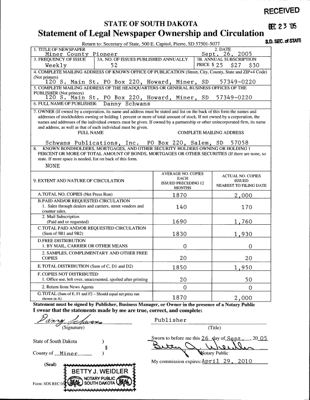 RECEIVED
DEC 23 '05
S.D. SEC. OF STATE
STATE OF SOUTH DAKOTA
Statement of Legal Newspaper Ownership and Circulation
Return to: Secretary of State, 500 E. Capitol, Pierre, SD 57501-5077
1. TITLE OF NEWSPAPER
Miner County Pioneer
2. DATE
Sept. 26, 2005
3. FREQUENCY OF ISSUE
Weekly
3A. NO. OF ISSUES PUBLISHED ANNUALLY
52
3B. ANNUAL SUBSCRIPTION
PRICE $ 25 $27 $30
4. COMPLETE MAILING ADDRESS OF KNOWN OFFICE OF PUBLICATION (Street, City, County, State and ZIP+4 Code)
(Not printers)
120 S. Main St. PO Box 220, Howard, Miner, SD 57349-0220
5. COMPLETE MAILING ADDRESS OF THE HEADQUARTERS OR GENERAL BUSINESS OFFICES OF THE
PUBLISHER (Not printers)
120 S. Main St. PO Box 220, Howard, Miner, SD 57349-0220
6. FULL NAME OF PUBLISHER Danny Schwans
7. OWNER (If owned by a corporation, its name and address must be stated and list on the back of this form the names and
addresses of stockholders owning or holding 1 percent or more of total amount of stock. If not owned by a corporation, the
names and addresses of the individual owners must be given. If owned by a partnership or other unincorporated firm, its name
and address, as well as that of each individual must be given.
FULL NAME COMPLETE MAILING ADDRESS
Schwans Publications, Inc. PO Box 220, Salem, SD 57058
8. KNOWN BONDHOLDERS, MORTGAGES, AND OTHER SECURITY HOLDERS OWNING OR HOLDING 1
PERCENT OR MORE OF TOTAL AMOUNT OF BONDS, MORTGAGES OR OTHER SECURITIES (If there are none, so
state. If more space is needed, list on back of this form.
NONE
9. EXTENT AND NATURE OF CIRCULATION
AVERAGE NO. COPIES
EACH
ISSUED PRECEDING 12
MONTHS
ACTUAL NO. COPIES
ISSUED
NEAREST TO FILING DATE
A. TOTAL NO. COPIES (Net Press Run) 1870 2,000
B. PAID AND/OR REQUESTED CIRCULATION
1. Sales through dealers and carriers, street vendors and
counter sales. 140 170
2. Mail Subscription
(Paid and or requested) 1690 1,760
C. TOTAL PAID AND/OR REQUESTED CIRCULATION
(Sum of 9B1 and 9B2) 1830 1,930
D. FREE DISTRIBUTION
1. BY MAIL, CARRIER OR OTHER MEANS 0 0
2. SAMPLES, COMPLIMENTARY AND OTHER FREE
COPIES 20 20
E. TOTAL DISTRIBUTION (Sum of C, D1 and D2) 1850 1,950
F. COPIES NOT DISTRIBUTED
1. Office use, left over, unaccounted, spoiled after printing 20 50
2. Return from News Agents 0 0
G. TOTAL (Sum of E, F1 and F2 - Should equal net press run
shown in A) 1870 2,000
Statement must be signed by Publisher, Business Manager, or Owner in the presence of a Notary Public
I swear that the statements made by me are true, correct, and complete:
Danny Schwans Publisher
(Signature) (Title)
State of South Dakota )
)§
County of Miner )
Sworn to before me this 26 day of Sept. 20 05
Betty J. Weidler
Notary Public
(Seal)
My commission expires: April 29, 2010
BETTY J. WEIDLER
NOTARY PUBLIC
SOUTH DAKOTA
SEAL
SEAL